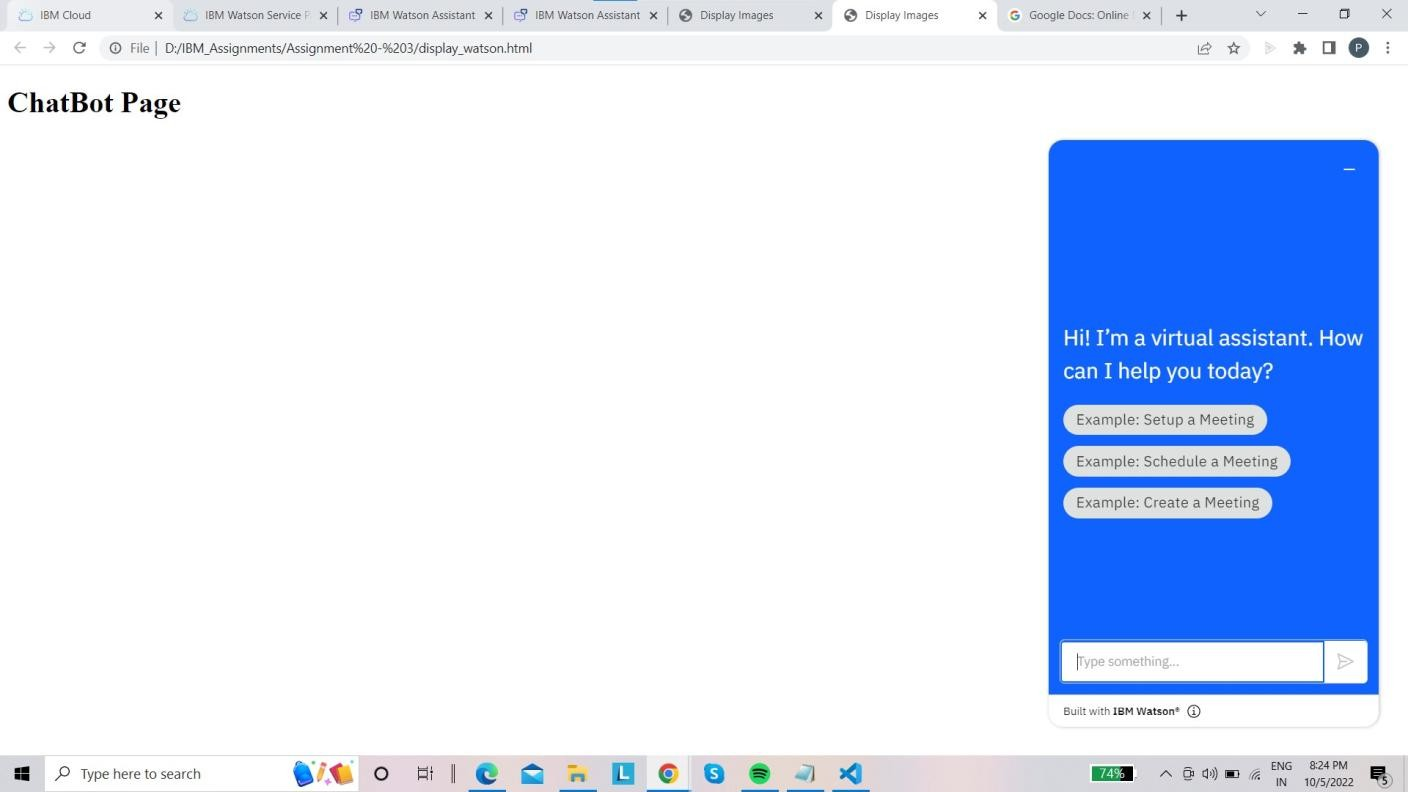 IBM Cloud
IBM Watson Service P
IBM Watson Assistant
IBM Watson Assistant
Display Images
Display Images
Google Docs: Online
File | D:/IBM_Assignments/Assignment%20-%203/display_watson.html
P
ChatBot Page
Hi! I’m a virtual assistant. How
can I help you today?
Example: Setup a Meeting
Example: Schedule a Meeting
Example: Create a Meeting
Type something...
Built with IBM Watson®
Type here to search
L
S
74%
ENG
IN
8:24 PM
10/5/2022
5